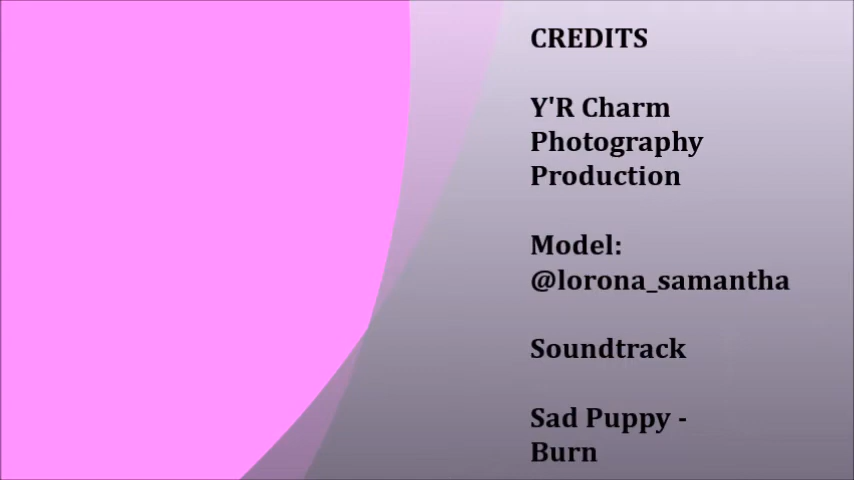 CREDITS
Y'R Charm
Photography
Production
Model:
@lorona_samantha
Soundtrack
Sad Puppy -
Burn